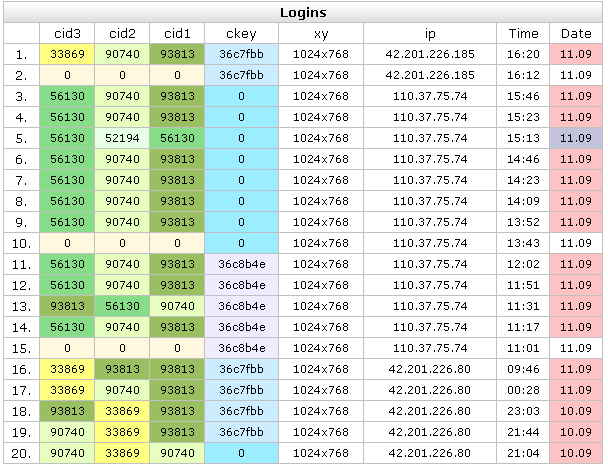 Logins
cid3 cid2 cid1 ckey xy ip Time Date
1. 33869 90740 93813 36c7fbb 1024x768 42.201.226.185 16:20 11.09
2. 0 0 0 36c7fbb 1024x768 42.201.226.185 16:12 11.09
3. 56130 90740 93813 0 1024x768 110.37.75.74 15:46 11.09
4. 56130 90740 93813 0 1024x768 110.37.75.74 15:23 11.09
5. 56130 52194 56130 0 1024x768 110.37.75.74 15:13 11.09
6. 56130 90740 93813 0 1024x768 110.37.75.74 14:46 11.09
7. 56130 90740 93813 0 1024x768 110.37.75.74 14:23 11.09
8. 56130 90740 93813 0 1024x768 110.37.75.74 14:09 11.09
9. 56130 90740 93813 0 1024x768 110.37.75.74 13:52 11.09
10. 0 0 0 0 1024x768 110.37.75.74 13:43 11.09
11. 56130 90740 93813 36c8b4e 1024x768 110.37.75.74 12:02 11.09
12. 56130 90740 93813 36c8b4e 1024x768 110.37.75.74 11:51 11.09
13. 93813 56130 90740 36c8b4e 1024x768 110.37.75.74 11:31 11.09
14. 56130 90740 93813 36c8b4e 1024x768 110.37.75.74 11:17 11.09
15. 0 0 0 36c8b4e 1024x768 110.37.75.74 11:01 11.09
16. 33869 93813 93813 36c7fbb 1024x768 42.201.226.80 09:46 11.09
17. 33869 90740 93813 36c7fbb 1024x768 42.201.226.80 00:28 11.09
18. 93813 33869 93813 36c7fbb 1024x768 42.201.226.80 23:03 10.09
19. 90740 33869 93813 36c7fbb 1024x768 42.201.226.80 21:44 10.09
20. 90740 33869 90740 0 1024x768 42.201.226.80 21:04 10.09